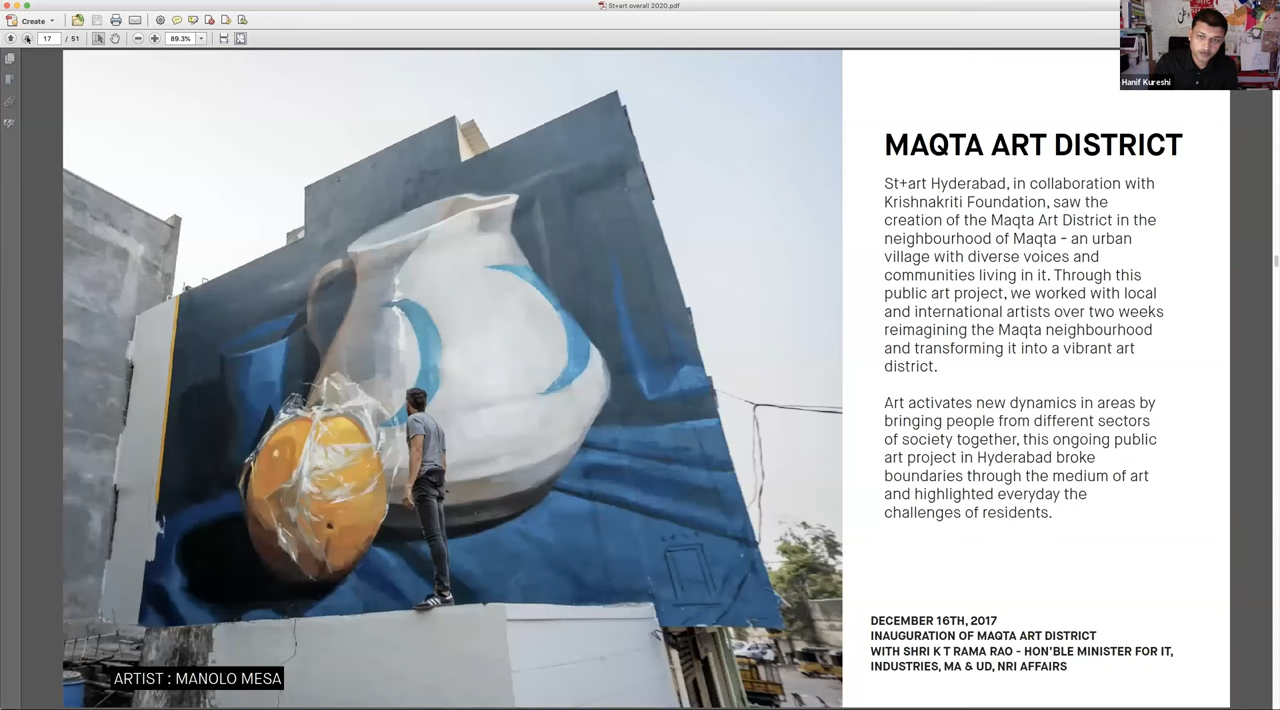 St+art overall 2020.pdf
Create
17 / 51
89.3%
Hanif Kureshi
MAQTA ART DISTRICT
St+art Hyderabad, in collaboration with
Krishnakriti Foundation, saw the
creation of the Maqta Art District in the
neighbourhood of Maqta - an urban
village with diverse voices and
communities living in it. Through this
public art project, we worked with local
and international artists over two weeks
reimagining the Maqta neighbourhood
and transforming it into a vibrant art
district.
Art activates new dynamics in areas by
bringing people from different sectors
of society together, this ongoing public
art project in Hyderabad broke
boundaries through the medium of art
and highlighted everyday the
challenges of residents.
DECEMBER 16TH, 2017
INAUGURATION OF MAQTA ART DISTRICT
WITH SHRI K T RAMA RAO - HON'BLE MINISTER FOR IT,
INDUSTRIES, MA & UD, NRI AFFAIRS
ARTIST : MANOLO MESA